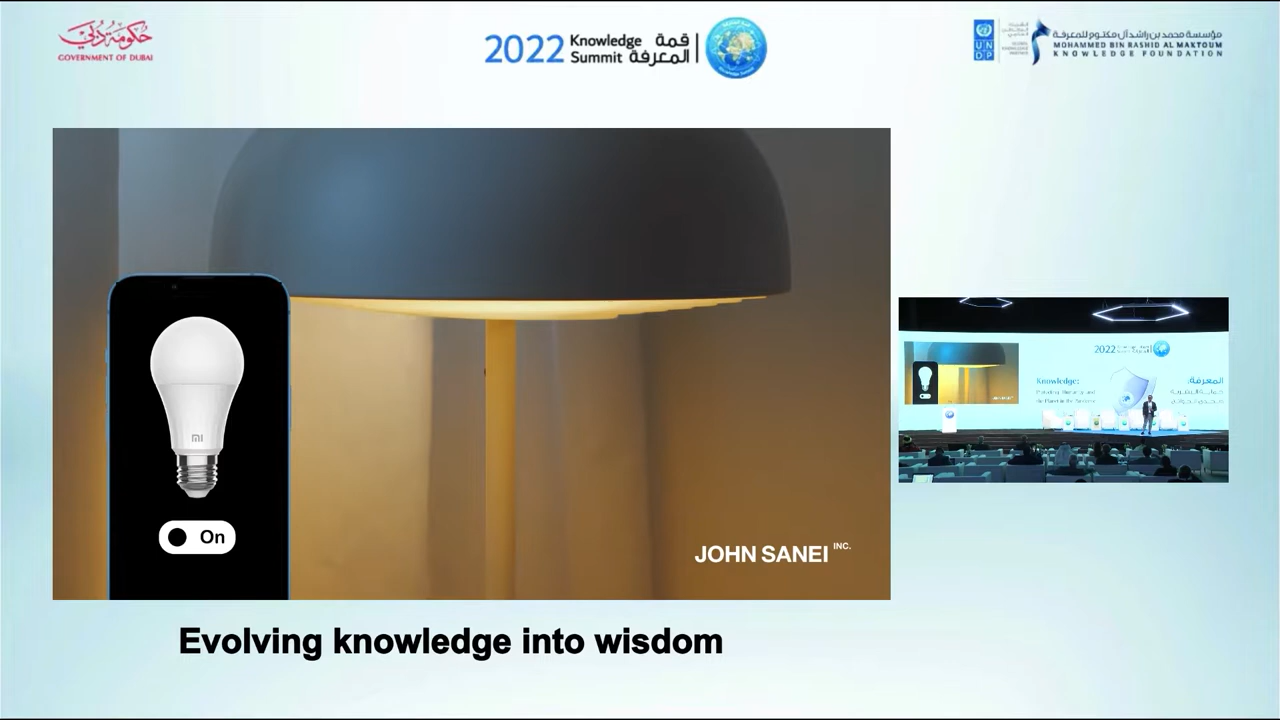 حكومة دبي
GOVERNMENT OF DUBAI
2022 Knowledge Summit قمة المعرفة
UNDP
مؤسسة محمد بن راشد آل مكتوم للمعرفة
MOHAMMED BIN RASHID AL MAKTOUM
KNOWLEDGE FOUNDATION
mi
On
JOHN SANEI INC.
2022
Knowledge:
المعرفة:
Evolving knowledge into wisdom